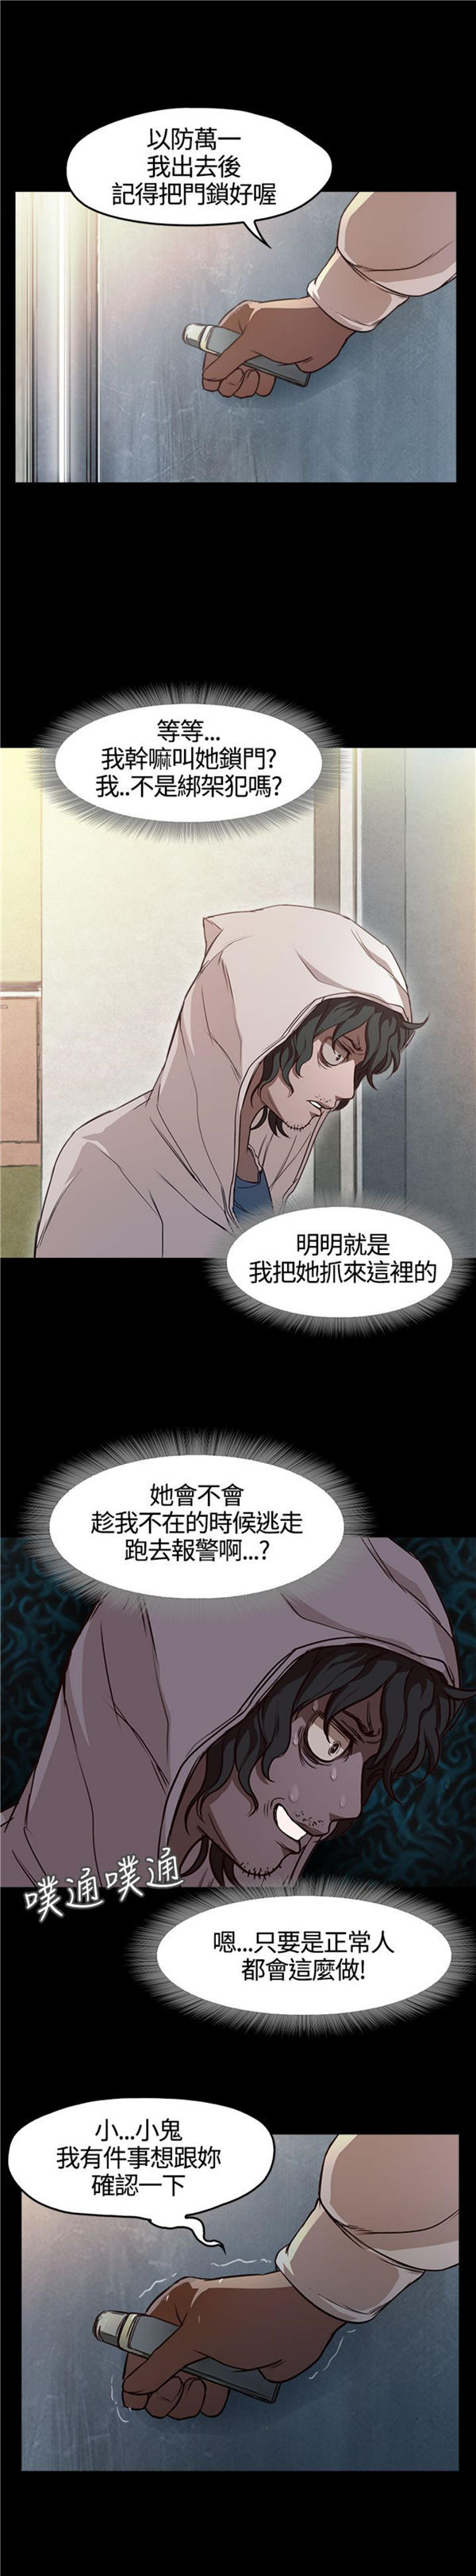 以防萬一
我出去後
記得把門鎖好喔
等等...
我幹嘛叫她鎖門?
我..不是綁架犯嗎?
明明就是
我把她抓來這裡的
她會不會
趁我不在的時候逃走
跑去報警啊...?
噗通噗通
嗯...只要是正常人
都會這麼做!
小...小鬼
我有件事想跟妳
確認一下